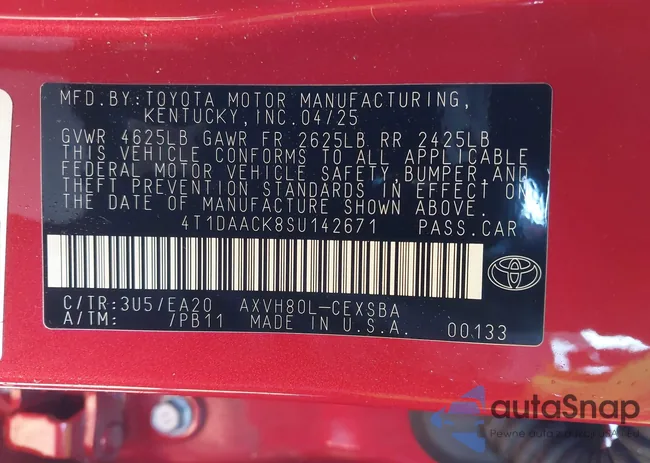 MFD.BY:TOYOTA MOTOR MANUFACTURING,
KENTUCKY,INC.04/25
GVWR 4625LB GAWR FR 2625LB RR 2425LB
THIS VEHICLE CONFORMS TO ALL APPLICABLE
FEDERAL MOTOR VEHICLE SAFETY,BUMPER,AND
THEFT PREVENTION STANDARDS IN EFFECT ON
THE DATE OF MANUFACTURE SHOWN ABOVE.
4T1DAACK8SU142671 PASS.CAR
C/TR:3U5/EA20 AXVH80L-CEXSBA
A/TM: /PB11 MADE IN U.S.A. 00133
autaSnap
Pewne auta z